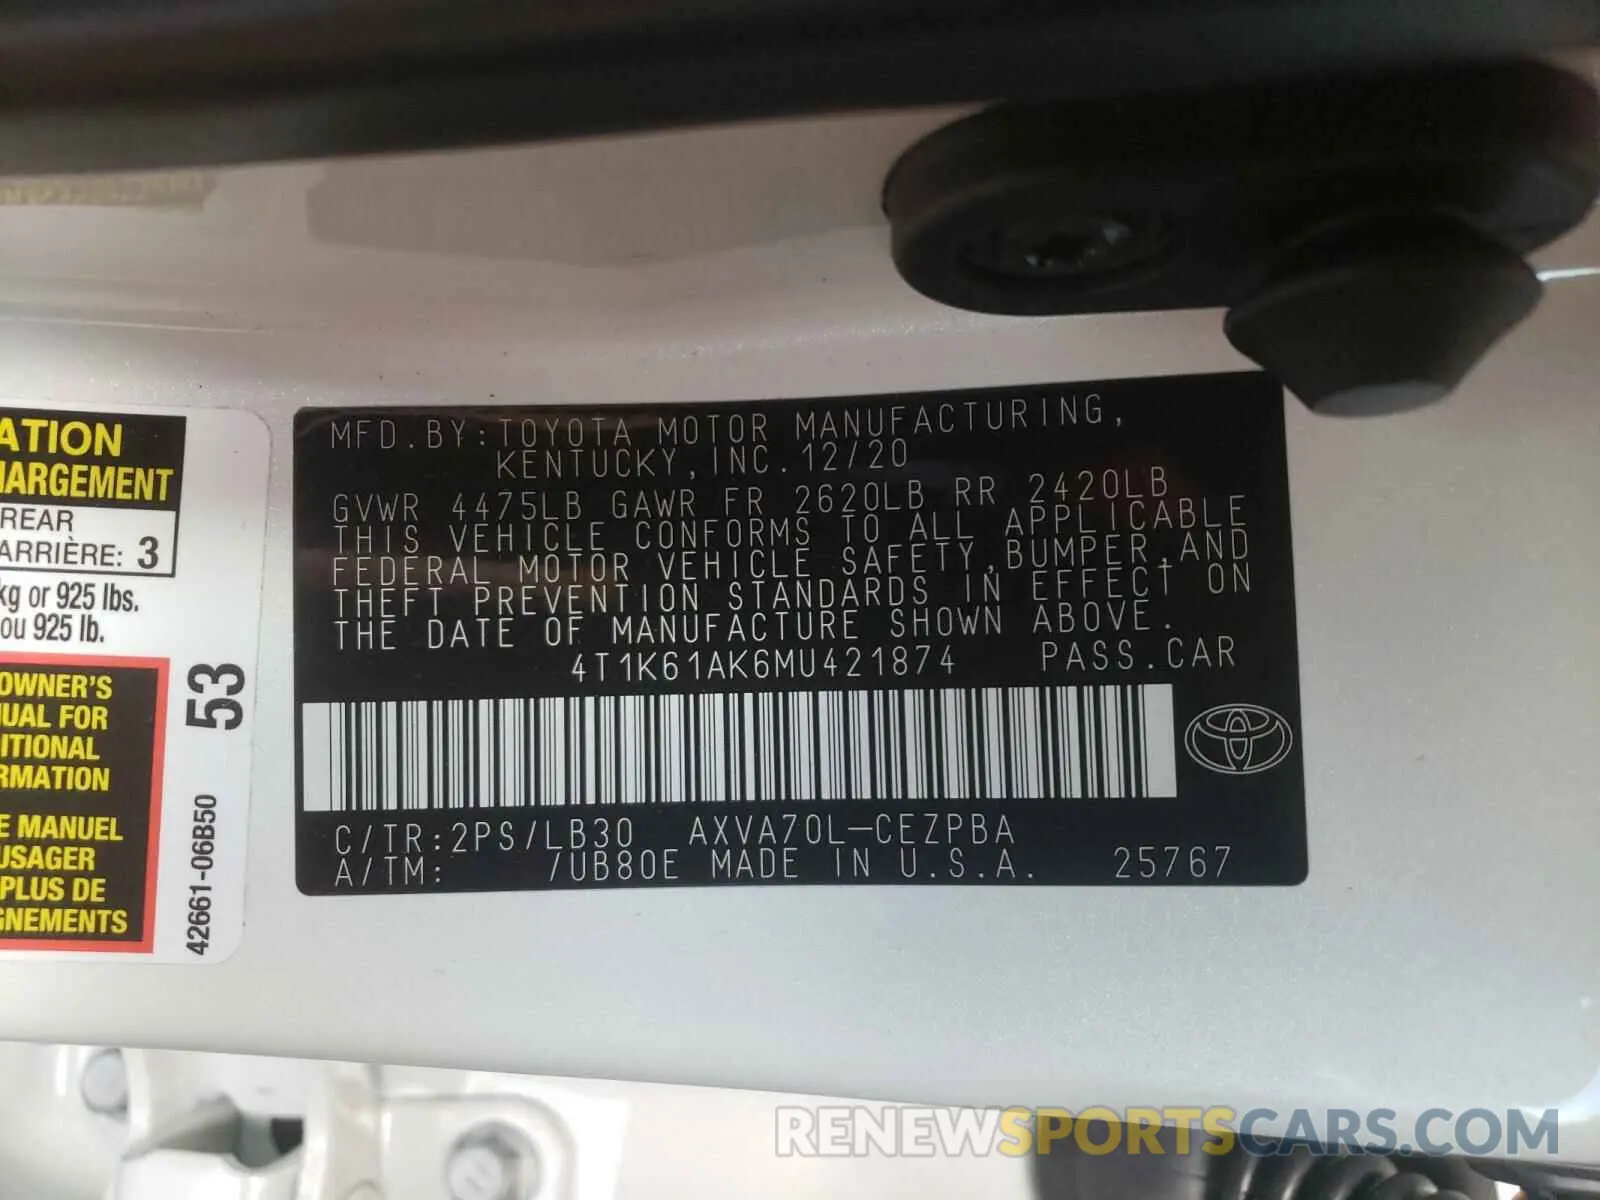 ATION
HARGEMENT
REAR
ARRIÈRE: 3
kg or 925 lbs.
ou 925 lb.
OWNER'S
UAL FOR
ITIONAL
RMATION
E MANUEL
USAGER
PLUS DE
GNEMENTS
53
42661-06B50
MFD.BY:TOYOTA MOTOR MANUFACTURING,
KENTUCKY,INC.12/20
GVWR 4475LB GAWR FR 2620LB RR 2420LB
THIS VEHICLE CONFORMS TO ALL APPLICABLE
FEDERAL MOTOR VEHICLE SAFETY,BUMPER,AND
THEFT PREVENTION STANDARDS IN EFFECT ON
THE DATE OF MANUFACTURE SHOWN ABOVE.
4T1K61AK6MU421874 PASS.CAR
C/TR:2PS/LB30 AXVA70L-CEZPBA
A/TM: /UB80E MADE IN U.S.A. 25767
RENEWSPORTSCARS.COM